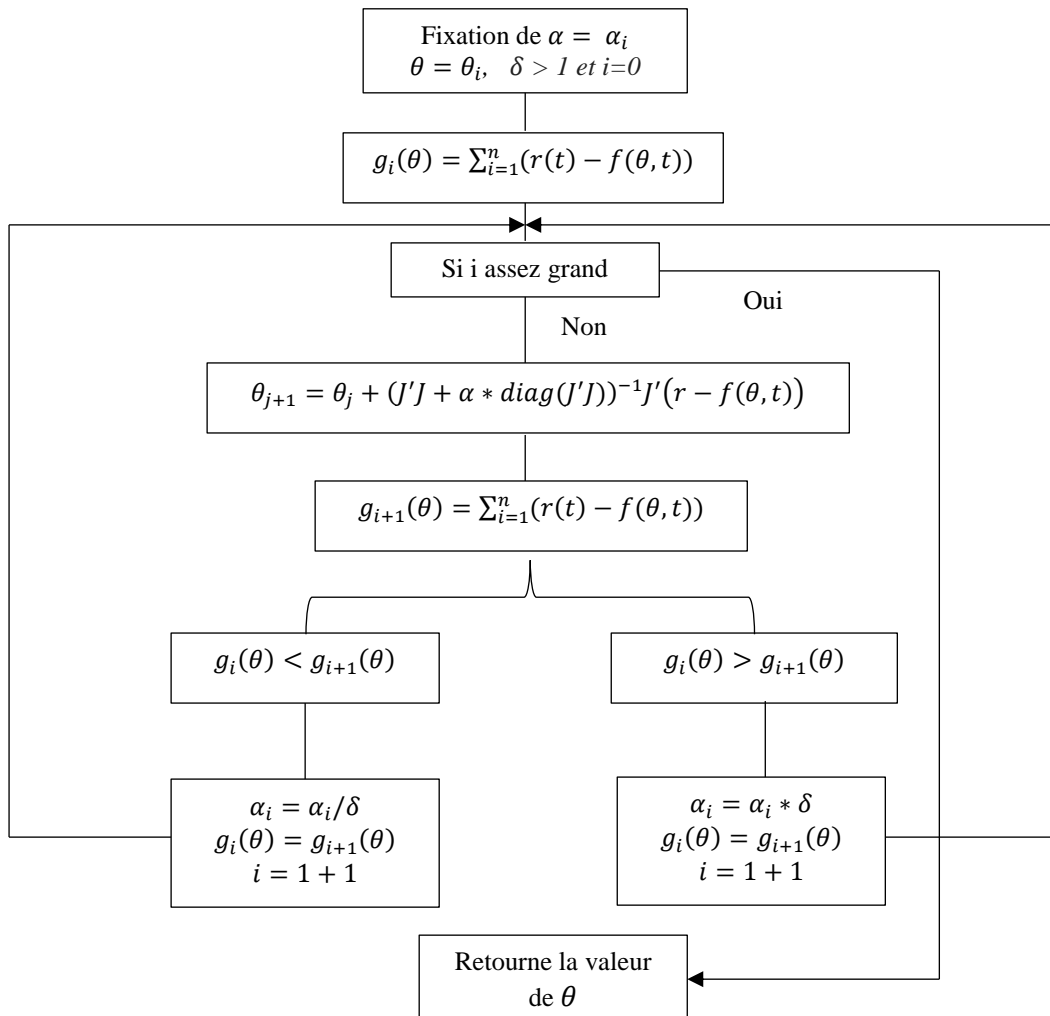 Fixation de α = α_i
θ = θ_i, δ > 1 et i=0
g_i(θ) = ∑_{i=1}^{n}(r(t) − f(θ, t))
Si i assez grand
Oui
Non
θ_{j+1} = θ_j + (J′J + α ∗ diag(J′J))^{−1}J′(r − f(θ, t))
g_{i+1}(θ) = ∑_{i=1}^{n}(r(t) − f(θ, t))
g_i(θ) < g_{i+1}(θ)
g_i(θ) > g_{i+1}(θ)
α_i = α_i/δ
g_i(θ) = g_{i+1}(θ)
i = 1 + 1
α_i = α_i ∗ δ
g_i(θ) = g_{i+1}(θ)
i = 1 + 1
Retourne la valeur
de θ